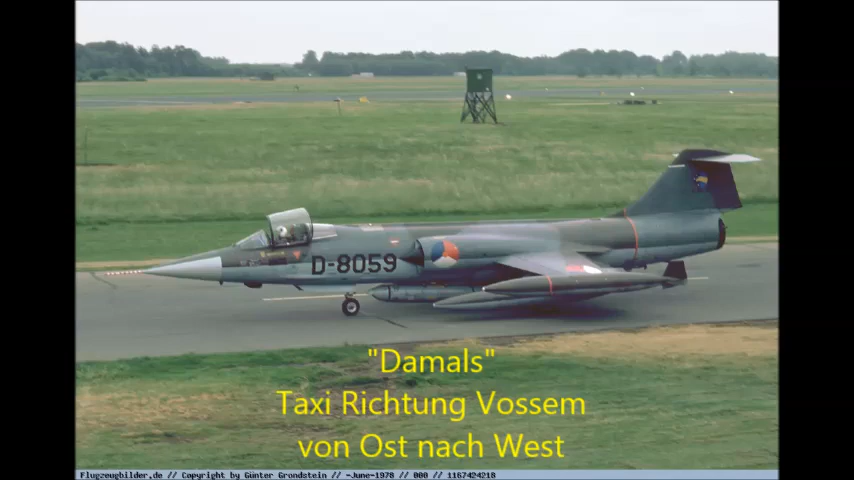 D-8059
"Damals"
Taxi Richtung Vossem
von Ost nach West
Flugzeugbilder.de // Copyright by Günter Grondstein // ~June-1978 // 000 // 1167424218